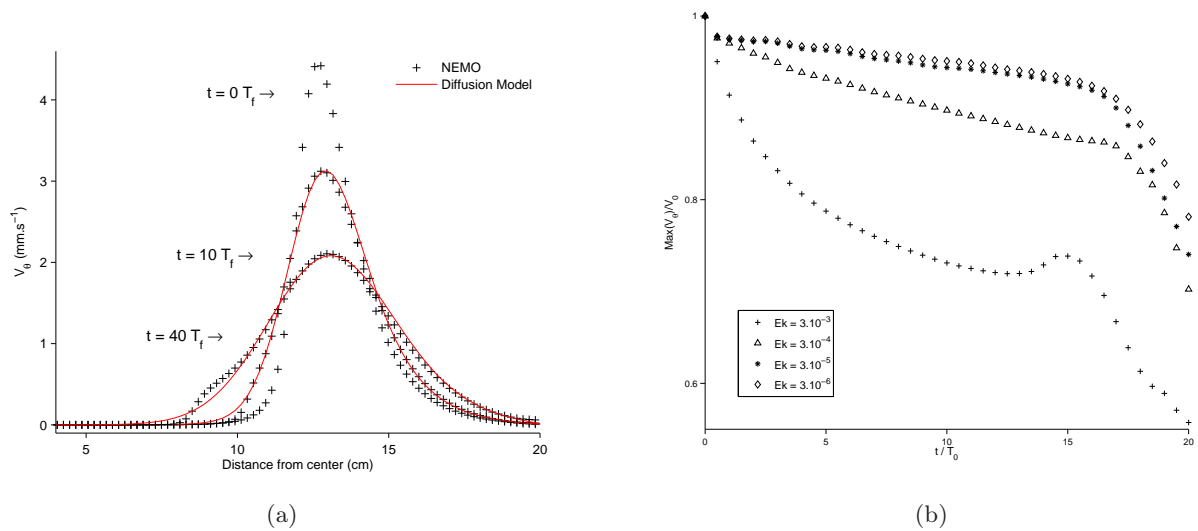 NEMO
Diffusion Model
t = 0 T_f →
t = 10 T_f →
t = 40 T_f →
V_θ (mm.s⁻¹)
4
3
2
1
0
5 10 15 20
Distance from center (cm)
(a)
1
0.8
0.6
Max(V_θ)/V_0
Ek = 3.10⁻³
Ek = 3.10⁻⁴
Ek = 3.10⁻⁵
Ek = 3.10⁻⁶
0 5 10 15 20
t / T_0
(b)